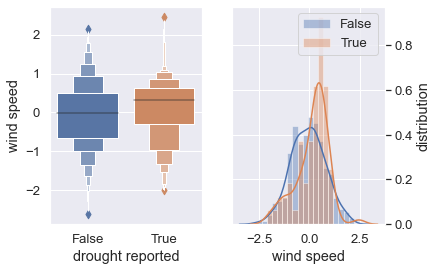 wind speed
2
1
0
−1
−2
False
True
drought reported
False
True
0.8
0.6
0.4
0.2
0.0
distribution
−2.5
0.0
2.5
wind speed